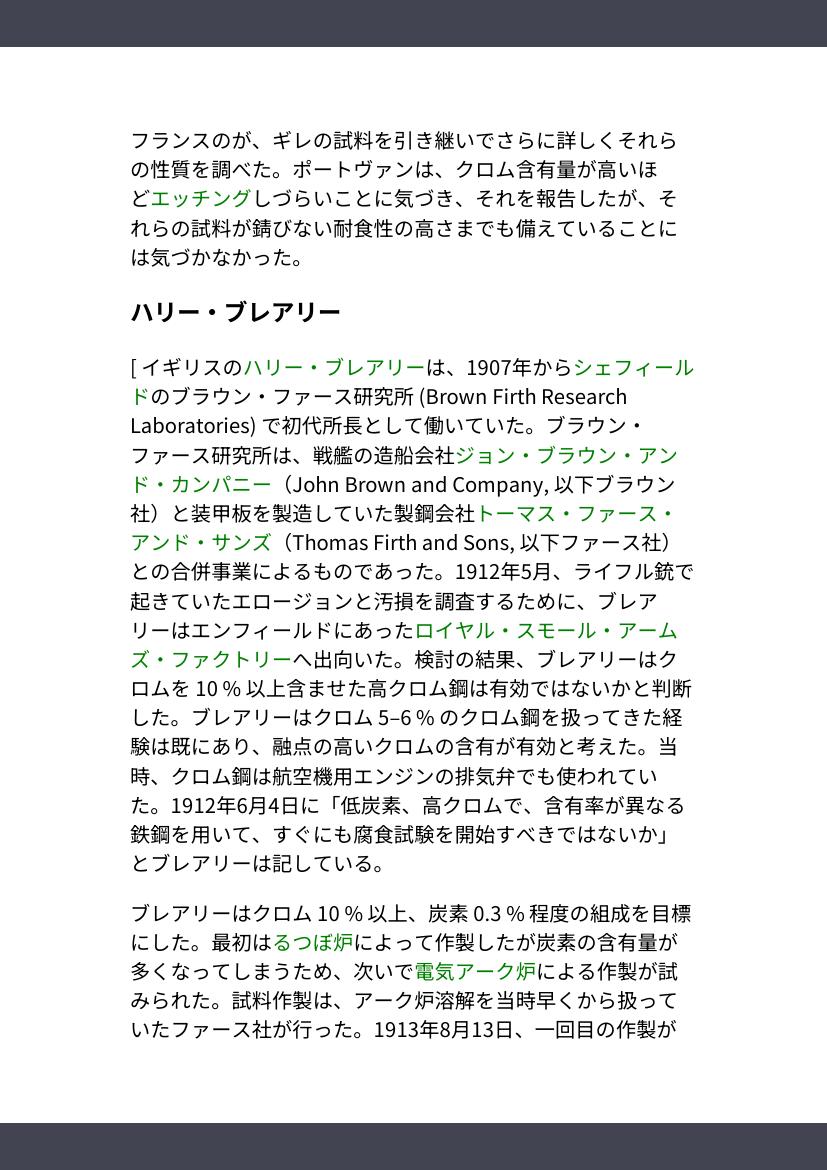 フランスのが、ギレの試料を引き継いでさらに詳しくそれら
の性質を調べた。ポートヴァンは、クロム含有量が高いほ
どエッチングしづらいことに気づき、それを報告したが、そ
れらの試料が錆びない耐食性の高さまでも備えていることに
は気づかなかった。
ハリー・ブレアリー
[ イギリスのハリー・ブレアリーは、1907年からシェフィール
ドのブラウン・ファース研究所 (Brown Firth Research
Laboratories) で初代所長として働いていた。ブラウン・
ファース研究所は、戦艦の造船会社ジョン・ブラウン・アン
ド・カンパニー（John Brown and Company, 以下ブラウン
社）と装甲板を製造していた製鋼会社トーマス・ファース・
アンド・サンズ（Thomas Firth and Sons, 以下ファース社）
との合併事業によるものであった。1912年5月、ライフル銃で
起きていたエロージョンと汚損を調査するために、ブレア
リーはエンフィールドにあったロイヤル・スモール・アーム
ズ・ファクトリーへ出向いた。検討の結果、ブレアリーはク
ロムを 10 % 以上含ませた高クロム鋼は有効ではないかと判断
した。ブレアリーはクロム 5–6 % のクロム鋼を扱ってきた経
験は既にあり、融点の高いクロムの含有が有効と考えた。当
時、クロム鋼は航空機用エンジンの排気弁でも使われてい
た。1912年6月4日に「低炭素、高クロムで、含有率が異なる
鉄鋼を用いて、すぐにも腐食試験を開始すべきではないか」
とブレアリーは記している。
ブレアリーはクロム 10 % 以上、炭素 0.3 % 程度の組成を目標
にした。最初はるつぼ炉によって作製したが炭素の含有量が
多くなってしまうため、次いで電気アーク炉による作製が試
みられた。試料作製は、アーク炉溶解を当時早くから扱って
いたファース社が行った。1913年8月13日、一回目の作製が